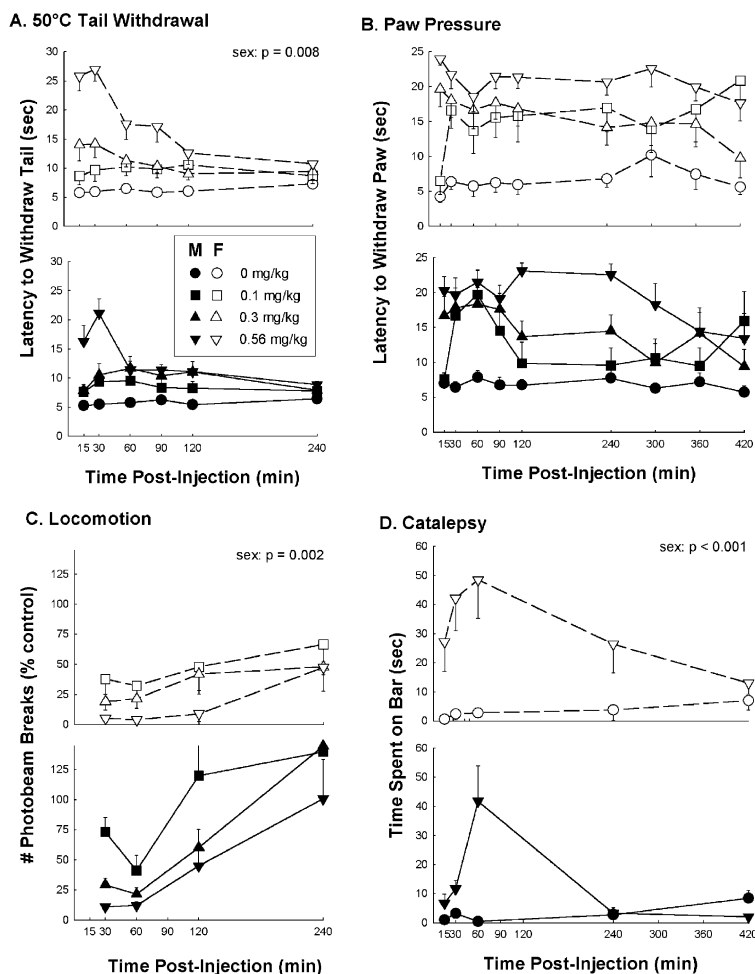 A. 50°C Tail Withdrawal
sex: p = 0.008
30
25
20
15
10
5
0
30
25
20
15
10
5
0
Latency to Withdraw Tail (sec)
M F
0 mg/kg
0.1 mg/kg
0.3 mg/kg
0.56 mg/kg
15 30 60 90 120 240
Time Post-Injection (min)
B. Paw Pressure
25
20
15
10
5
0
25
20
15
10
5
0
Latency to Withdraw Paw (sec)
1530 60 90 120 240 300 360 420
Time Post-Injection (min)
C. Locomotion
sex: p = 0.002
125
100
75
50
25
0
125
100
75
50
25
0
# Photobeam Breaks (% control)
15 30 60 90 120 240
Time Post-Injection (min)
D. Catalepsy
sex: p < 0.001
60
50
40
30
20
10
0
60
50
40
30
20
10
0
Time Spent on Bar (sec)
1530 60 90 120 240 300 360 420
Time Post-Injection (min)